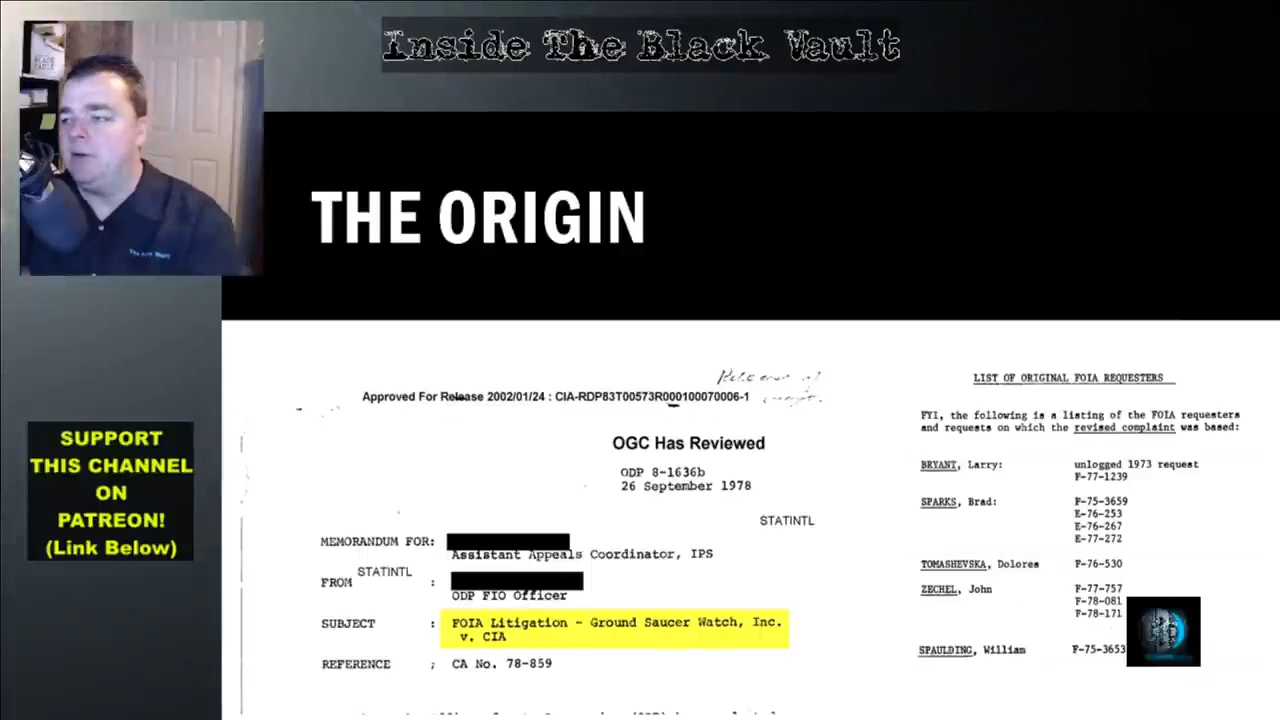 Inside The Black Vault
THE ORIGIN
SUPPORT
THIS CHANNEL
ON
PATREON!
(Link Below)
Approved For Release 2002/01/24 : CIA-RDP83T00573R000100070006-1
OGC Has Reviewed
ODP 8-1636b
26 September 1978
STATINTL
MEMORANDUM FOR:
Assistant Appeals Coordinator, IPS
STATINTL
FROM :
ODP FIO Officer
SUBJECT : FOIA Litigation - Ground Saucer Watch, Inc.
v. CIA
REFERENCE ; CA No. 78-859
LIST OF ORIGINAL FOIA REQUESTERS
FYI, the following is a listing of the FOIA requesters
and requests on which the revised complaint was based:
BRYANT, Larry: unlogged 1973 request
F-77-1239
SPARKS, Brad: F-75-3659
E-76-253
E-76-267
E-77-272
TOMASHEVSKA, Dolores F-76-530
ZECHEL, John F-77-757
F-78-081
F-78-171
SPAULDING, William F-75-3653